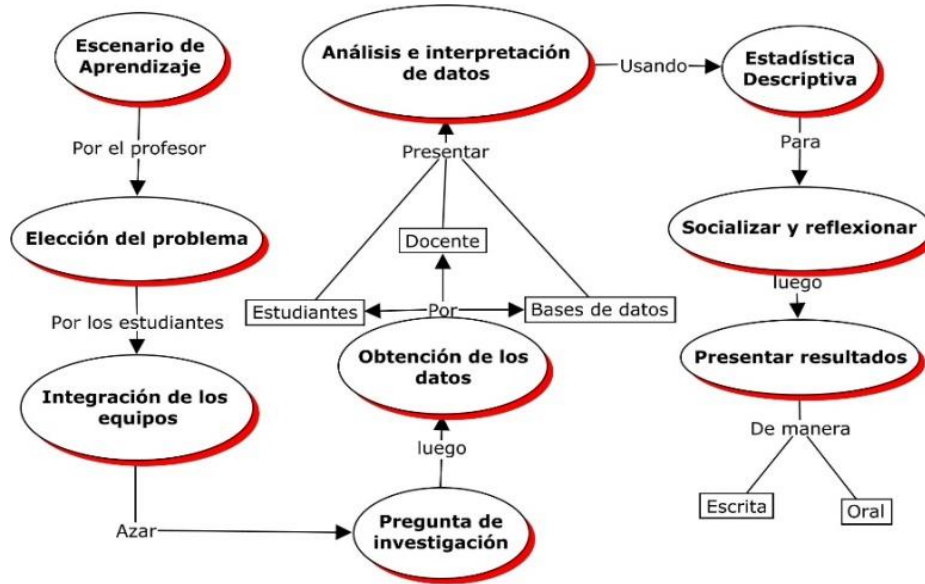 Escenario de
Aprendizaje
Por el profesor
Elección del problema
Por los estudiantes
Integración de los
equipos
Azar
Pregunta de
investigación
luego
Obtención de los
datos
Por
Estudiantes
Docente
Bases de datos
Presentar
Análisis e interpretación
de datos
Usando
Estadística
Descriptiva
Para
Socializar y reflexionar
luego
Presentar resultados
De manera
Escrita
Oral